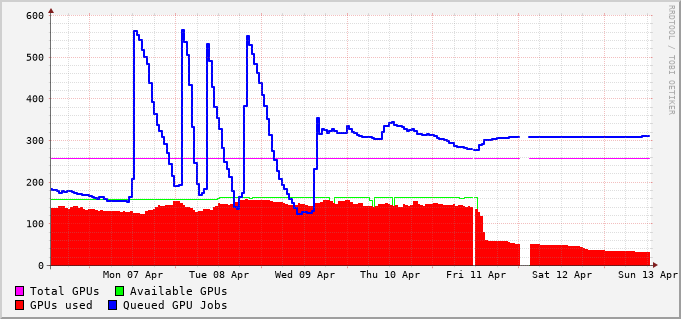 600
500
400
300
200
100
0
Mon 07 Apr Tue 08 Apr Wed 09 Apr Thu 10 Apr Fri 11 Apr Sat 12 Apr Sun 13 Apr
Total GPUs Available GPUs
GPUs used Queued GPU Jobs
RRDTOOL / TOBI OETIKER